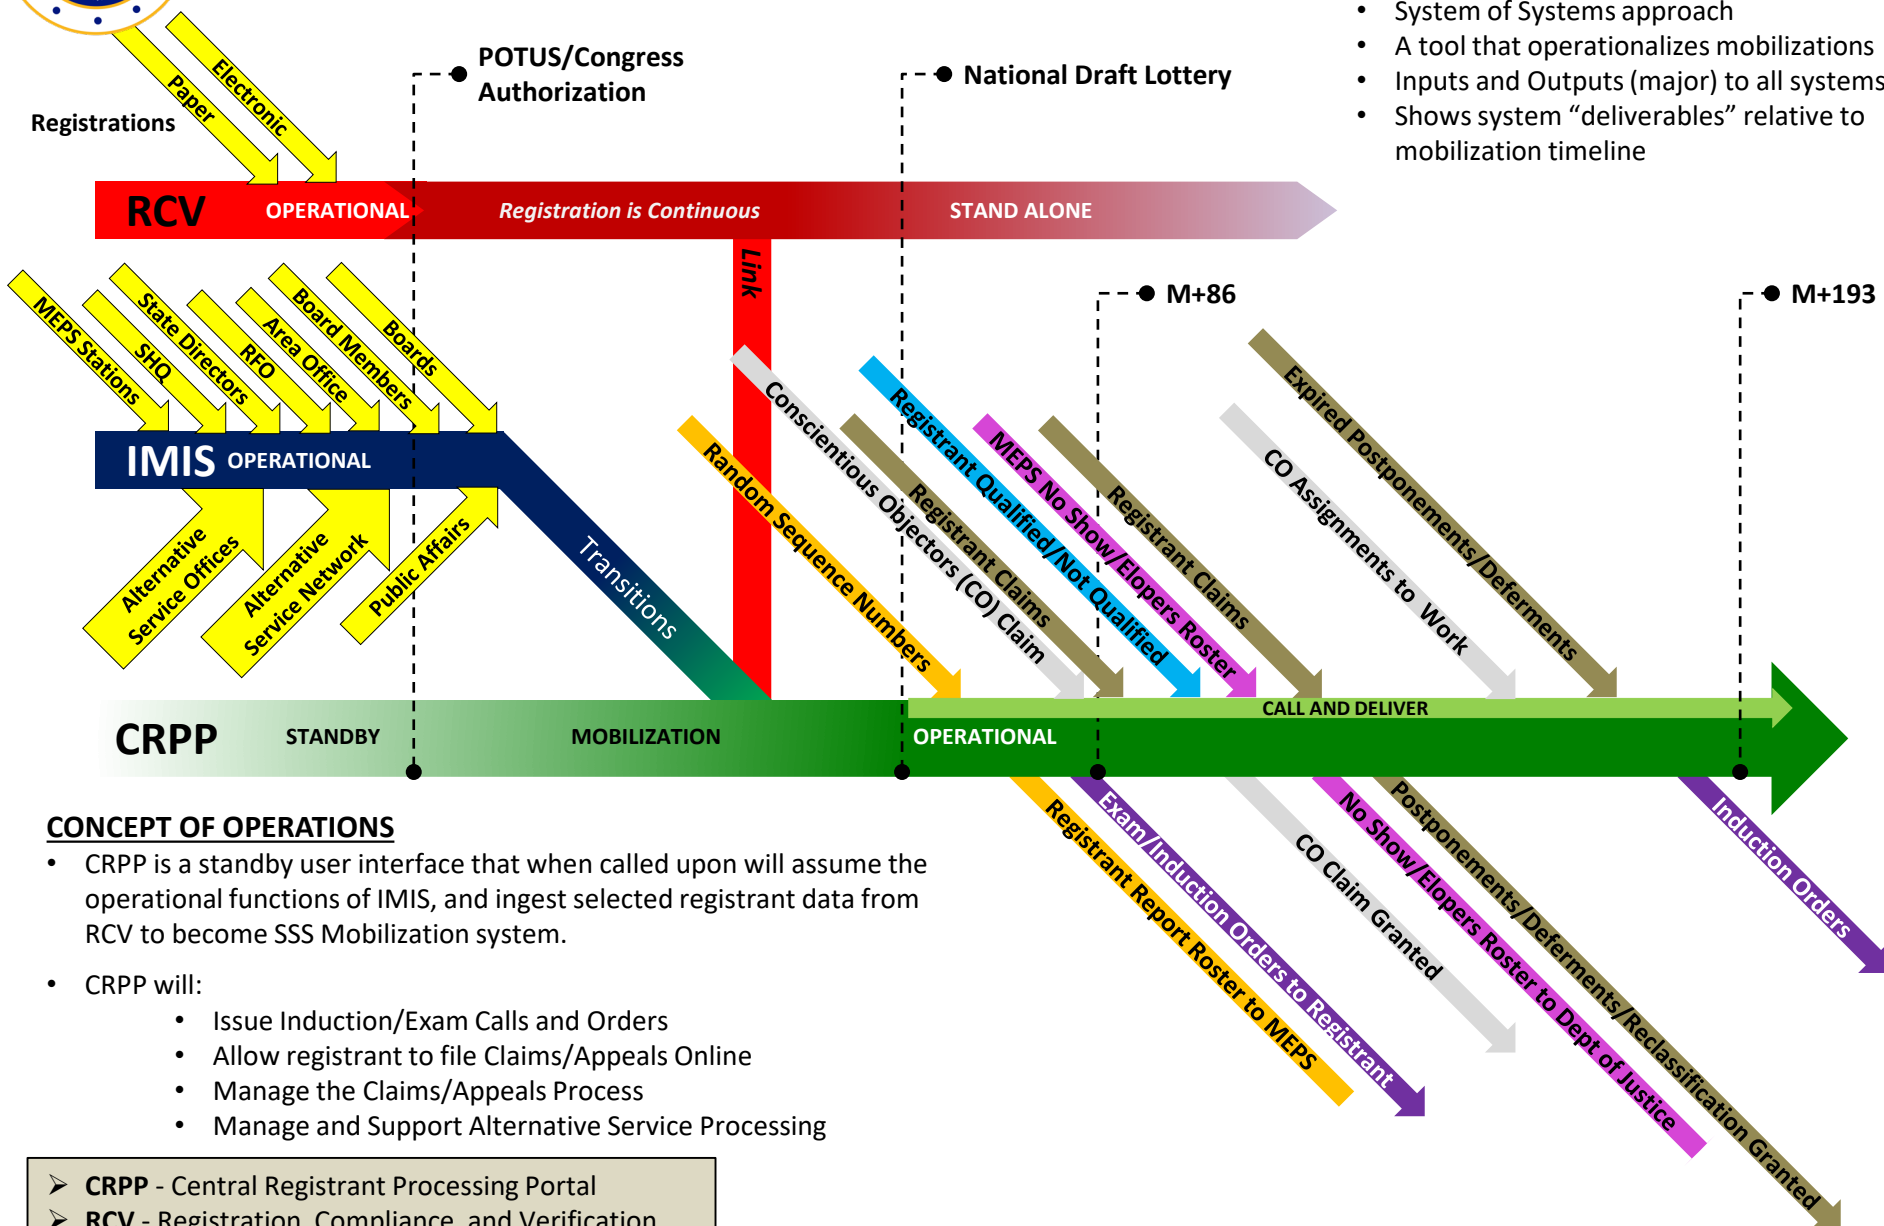 • System of Systems approach
• A tool that operationalizes mobilizations
• Inputs and Outputs (major) to all systems
• Shows system “deliverables” relative to
mobilization timeline
POTUS/Congress
Authorization
National Draft Lottery
Registrations
Paper
Electronic
RCV
OPERATIONAL
Registration is Continuous
STAND ALONE
Link
M+86
M+193
MEPS Stations
SHQ
State Directors
RFO
Area Office
Board Members
Boards
IMIS
OPERATIONAL
Alternative
Service Offices
Alternative
Service Network
Public Affairs
Transitions
Random Sequence Numbers
Conscientious Objectors (CO) Claim
Registrant Claims
Registrant Qualified/Not Qualified
MEPS No Show/Elopers Roster
Registrant Claims
CO Assignments to Work
Expired Postponements/Deferments
CALL AND DELIVER
CRPP
STANDBY
MOBILIZATION
OPERATIONAL
Registrant Report Roster to MEPS
Exam/Induction Orders to Registrant
CO Claim Granted
No Show/Elopers Roster to Dept of Justice
Postponements/Deferments/Reclassification Granted
Induction Orders
CONCEPT OF OPERATIONS
• CRPP is a standby user interface that when called upon will assume the
operational functions of IMIS, and ingest selected registrant data from
RCV to become SSS Mobilization system.
• CRPP will:
• Issue Induction/Exam Calls and Orders
• Allow registrant to file Claims/Appeals Online
• Manage the Claims/Appeals Process
• Manage and Support Alternative Service Processing
➢ CRPP - Central Registrant Processing Portal
➢ RCV - Registration, Compliance, and Verification